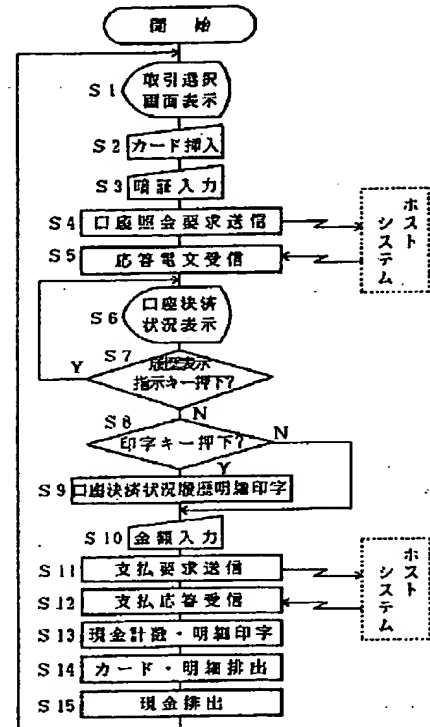 開始
S1 取引選択
画面表示
S2 カード挿入
S3 暗証入力
S4 口座照会要求送信
S5 応答電文受信
ホストシステム
S6 口座決済
状況表示
S7 履歴表示
指示キー押下?
Y
N
S8 印字キー押下?
N
Y
S9 口座決済状況履歴明細印字
S10 金額入力
S11 支払要求送信
S12 支払応答受信
ホストシステム
S13 現金計数・明細印字
S14 カード・明細排出
S15 現金排出